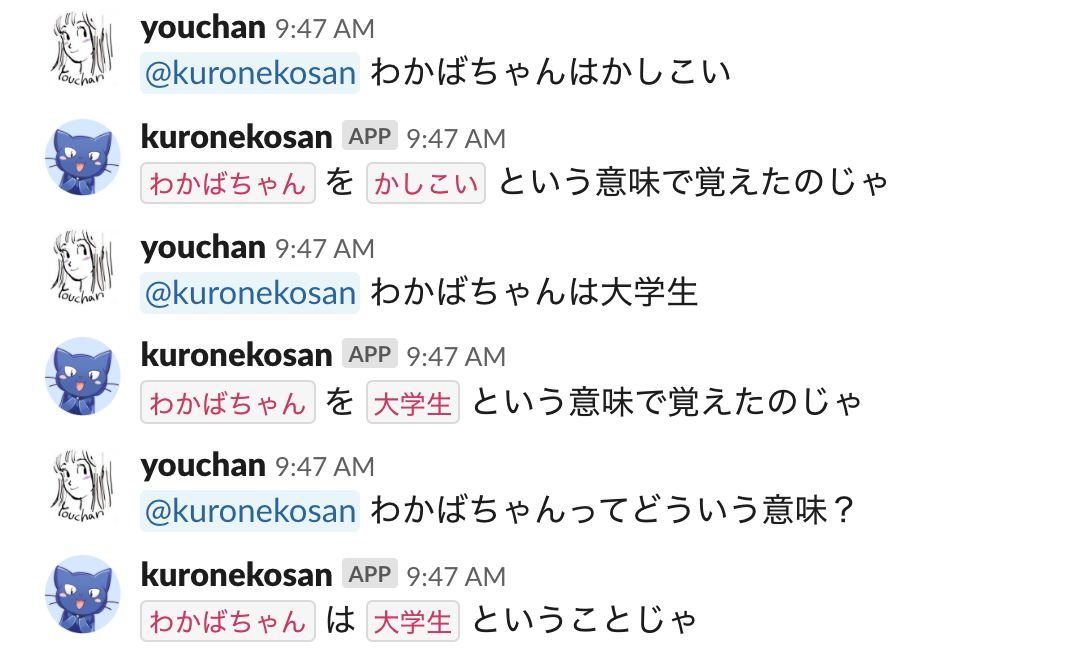 youchan 9:47 AM
@kuronekosan わかばちゃんはかしこい
kuronekosan APP 9:47 AM
わかばちゃん を かしこい という意味で覚えたのじゃ
youchan 9:47 AM
@kuronekosan わかばちゃんは大学生
kuronekosan APP 9:47 AM
わかばちゃん を 大学生 という意味で覚えたのじゃ
youchan 9:47 AM
@kuronekosan わかばちゃんってどういう意味？
kuronekosan APP 9:47 AM
わかばちゃん は 大学生 ということじゃ
youchan
youchan
youchan